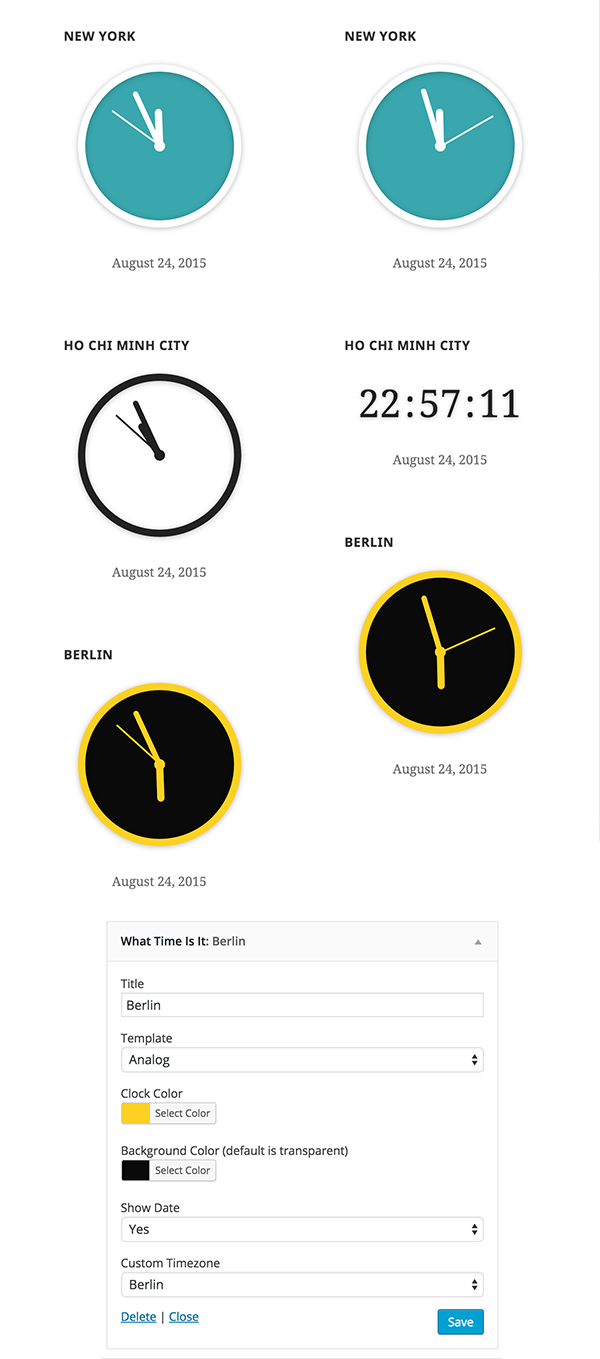 NEW YORK
August 24, 2015
HO CHI MINH CITY
August 24, 2015
BERLIN
August 24, 2015
NEW YORK
August 24, 2015
HO CHI MINH CITY
22:57:11
August 24, 2015
BERLIN
August 24, 2015
What Time Is It: Berlin
Title
Berlin
Template
Analog
Clock Color
Select Color
Background Color (default is transparent)
Select Color
Show Date
Yes
Custom Timezone
Berlin
Delete | Close
Save